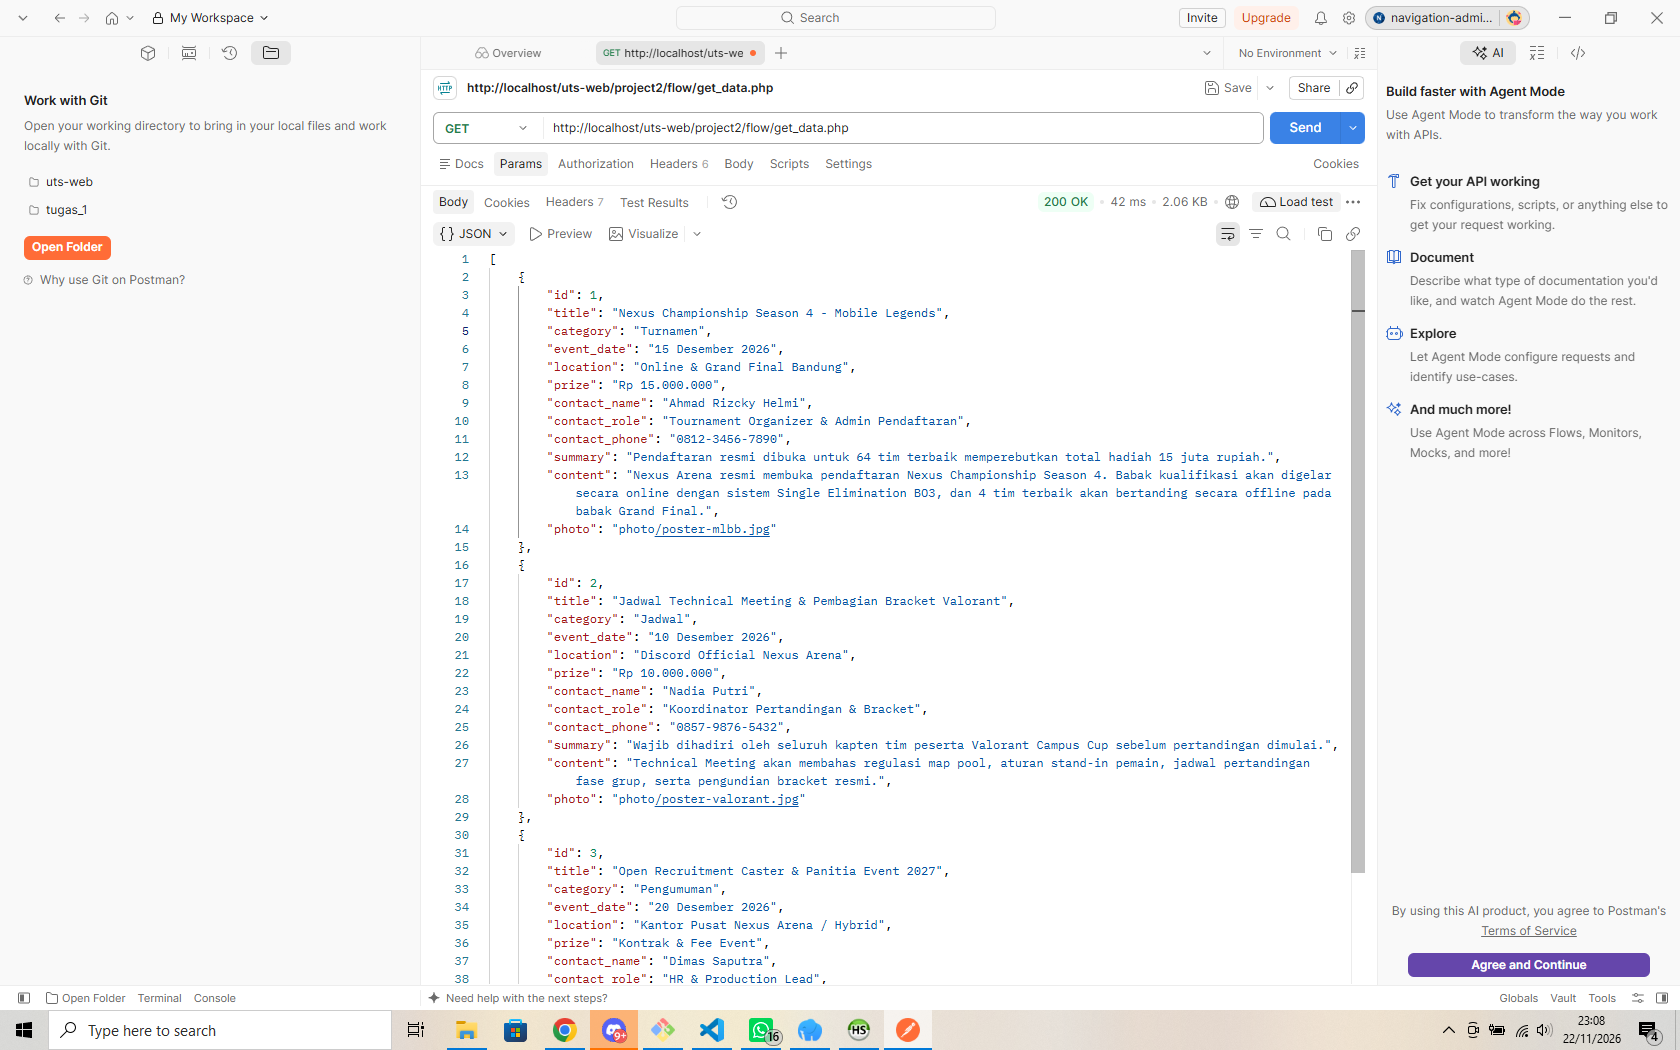 My Workspace
Search
Invite
Upgrade
navigation-admi...
Overview
GET http://localhost/uts-we
No Environment
AI
Work with Git
Open your working directory to bring in your local files and work
locally with Git.
uts-web
tugas_1
Open Folder
Why use Git on Postman?
HTTP
http://localhost/uts-web/project2/flow/get_data.php
Save
Share
GET
http://localhost/uts-web/project2/flow/get_data.php
Send
Docs
Params
Authorization
Headers 6
Body
Scripts
Settings
Cookies
Body
Cookies
Headers 7
Test Results
200 OK
42 ms
2.06 KB
Load test
{} JSON
Preview
Visualize
1 [
2 {
3 "id": 1,
4 "title": "Nexus Championship Season 4 - Mobile Legends",
5 "category": "Turnamen",
6 "event_date": "15 Desember 2026",
7 "location": "Online & Grand Final Bandung",
8 "prize": "Rp 15.000.000",
9 "contact_name": "Ahmad Rizcky Helmi",
10 "contact_role": "Tournament Organizer & Admin Pendaftaran",
11 "contact_phone": "0812-3456-7890",
12 "summary": "Pendaftaran resmi dibuka untuk 64 tim terbaik memperebutkan total hadiah 15 juta rupiah.",
13 "content": "Nexus Arena resmi membuka pendaftaran Nexus Championship Season 4. Babak kualifikasi akan digelar
secara online dengan sistem Single Elimination BO3, dan 4 tim terbaik akan bertanding secara offline pada
babak Grand Final.",
14 "photo": "photo/poster-mlbb.jpg"
15 },
16 {
17 "id": 2,
18 "title": "Jadwal Technical Meeting & Pembagian Bracket Valorant",
19 "category": "Jadwal",
20 "event_date": "10 Desember 2026",
21 "location": "Discord Official Nexus Arena",
22 "prize": "Rp 10.000.000",
23 "contact_name": "Nadia Putri",
24 "contact_role": "Koordinator Pertandingan & Bracket",
25 "contact_phone": "0857-9876-5432",
26 "summary": "Wajib dihadiri oleh seluruh kapten tim peserta Valorant Campus Cup sebelum pertandingan dimulai.",
27 "content": "Technical Meeting akan membahas regulasi map pool, aturan stand-in pemain, jadwal pertandingan
fase grup, serta pengundian bracket resmi.",
28 "photo": "photo/poster-valorant.jpg"
29 },
30 {
31 "id": 3,
32 "title": "Open Recruitment Caster & Panitia Event 2027",
33 "category": "Pengumuman",
34 "event_date": "20 Desember 2026",
35 "location": "Kantor Pusat Nexus Arena / Hybrid",
36 "prize": "Kontrak & Fee Event",
37 "contact_name": "Dimas Saputra",
38 "contact_role": "HR & Production Lead",
Build faster with Agent Mode
Use Agent Mode to transform the way you work
with APIs.
Get your API working
Fix configurations, scripts, or anything else to
get your request working.
Document
Describe what type of documentation you'd
like, and watch Agent Mode do the rest.
Explore
Let Agent Mode configure requests and
identify use-cases.
And much more!
Use Agent Mode across Flows, Monitors,
Mocks, and more!
By using this AI product, you agree to Postman's
Terms of Service
Agree and Continue
Open Folder
Terminal
Console
Need help with the next steps?
Globals
Vault
Tools
Type here to search
9+
16
HS
23:08
22/11/2026
4